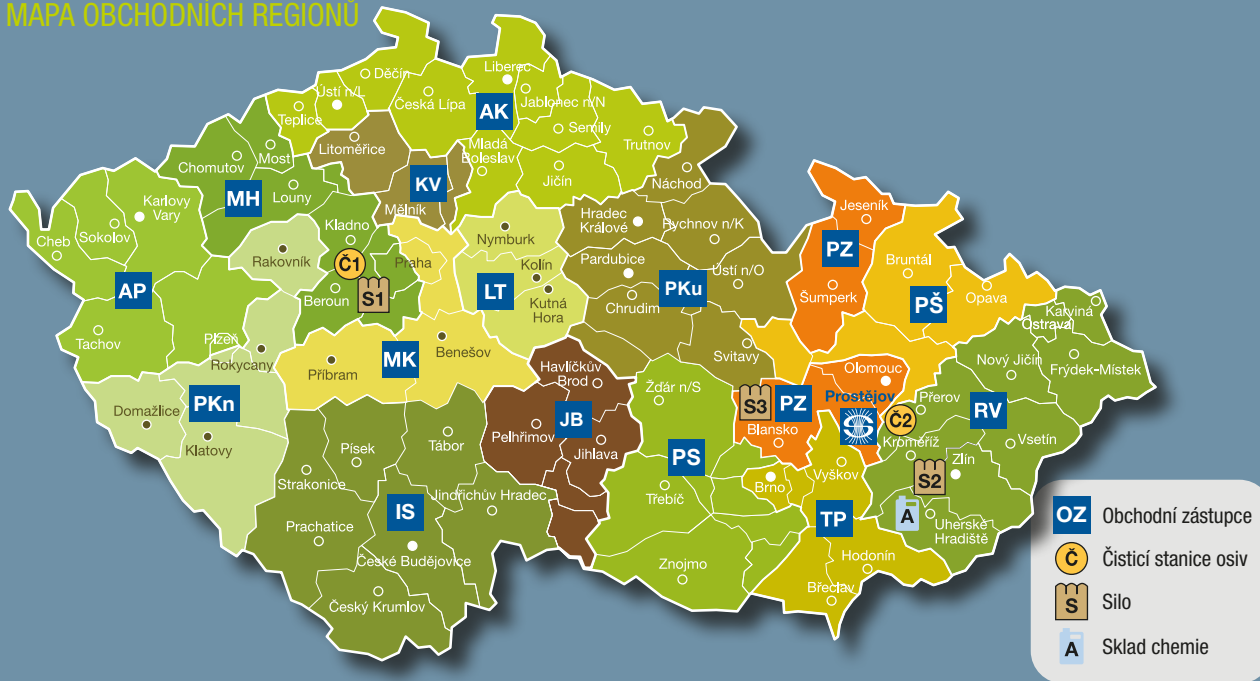 MAPA OBCHODNÍCH REGIONŮ
Děčín
Liberec
Ústí n/L
Česká Lípa
Jablonec n/N
Teplice
AK
Semily
Litoměřice
Mladá
Boleslav
Trutnov
Most
Chomutov
Jičín
KV
Náchod
Karlovy
Vary
MH
Louny
Mělník
Jeseník
Hradec
Králové
Rychnov n/K
Sokolov
Kladno
Nymburk
Cheb
Rakovník
Č1
Praha
Kolín
Pardubice
Ústí n/O
PZ
Bruntál
AP
Beroun
S1
LT
Kutná
Hora
PKu
Chrudim
Šumperk
PŠ
Opava
Karviná
Ostrava
Tachov
Plzeň
Rokycany
Benešov
MK
Svitavy
Příbram
Havlíčkův
Brod
Olomouc
Nový Jičín
Frýdek-Místek
PKn
Domažlice
Žďár n/S
S3
PZ
Prostějov
Přerov
RV
Č2
JB
Blansko
Klatovy
Písek
Tábor
Pelhřimov
Jihlava
Kroměříž
Vsetín
PS
Vyškov
Zlín
S2
Strakonice
Jindřichův Hradec
Třebíč
Brno
IS
TP
A
Uherské
Hradiště
Prachatice
České Budějovice
Znojmo
Hodonín
Břeclav
Český Krumlov
OZ Obchodní zástupce
Č Čisticí stanice osiv
S Silo
A Sklad chemie